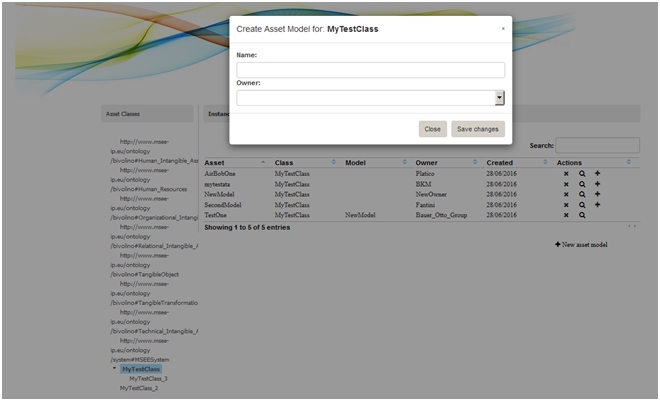 Create Asset Model for: MyTestClass
×
Name:
Owner:
Close
Save changes
Asset Classes
http://www.msee-
ip.eu/ontology
/bivolino#Human_Intangible_As
http://www.msee-
ip.eu/ontology
/bivolino#Human_Resources
http://www.msee-
ip.eu/ontology
/bivolino#Organizational_Intang
http://www.msee-
ip.eu/ontology
/bivolino#Relational_Intangible_A
http://www.msee-
ip.eu/ontology
/bivolino#TangibleObject
http://www.msee-
ip.eu/ontology
/bivolino#TangibleTransformatio
http://www.msee-
ip.eu/ontology
/bivolino#Technical_Intangible_A
http://www.msee-
ip.eu/ontology
/system#MSEESystem
MyTestClass
MyTestClass_3
MyTestClass_2
Instanc
Search:
Asset Class Model Owner Created Actions
AirBobOne MyTestClass Platico 28/06/2016
mytestata MyTestClass BKM 28/06/2016
NewModel MyTestClass NewOwner 28/06/2016
SecondModel MyTestClass Fantini 28/06/2016
TestOne MyTestClass NewModel Bauer_Otto_Group 28/06/2016
Showing 1 to 5 of 5 entries
New asset model